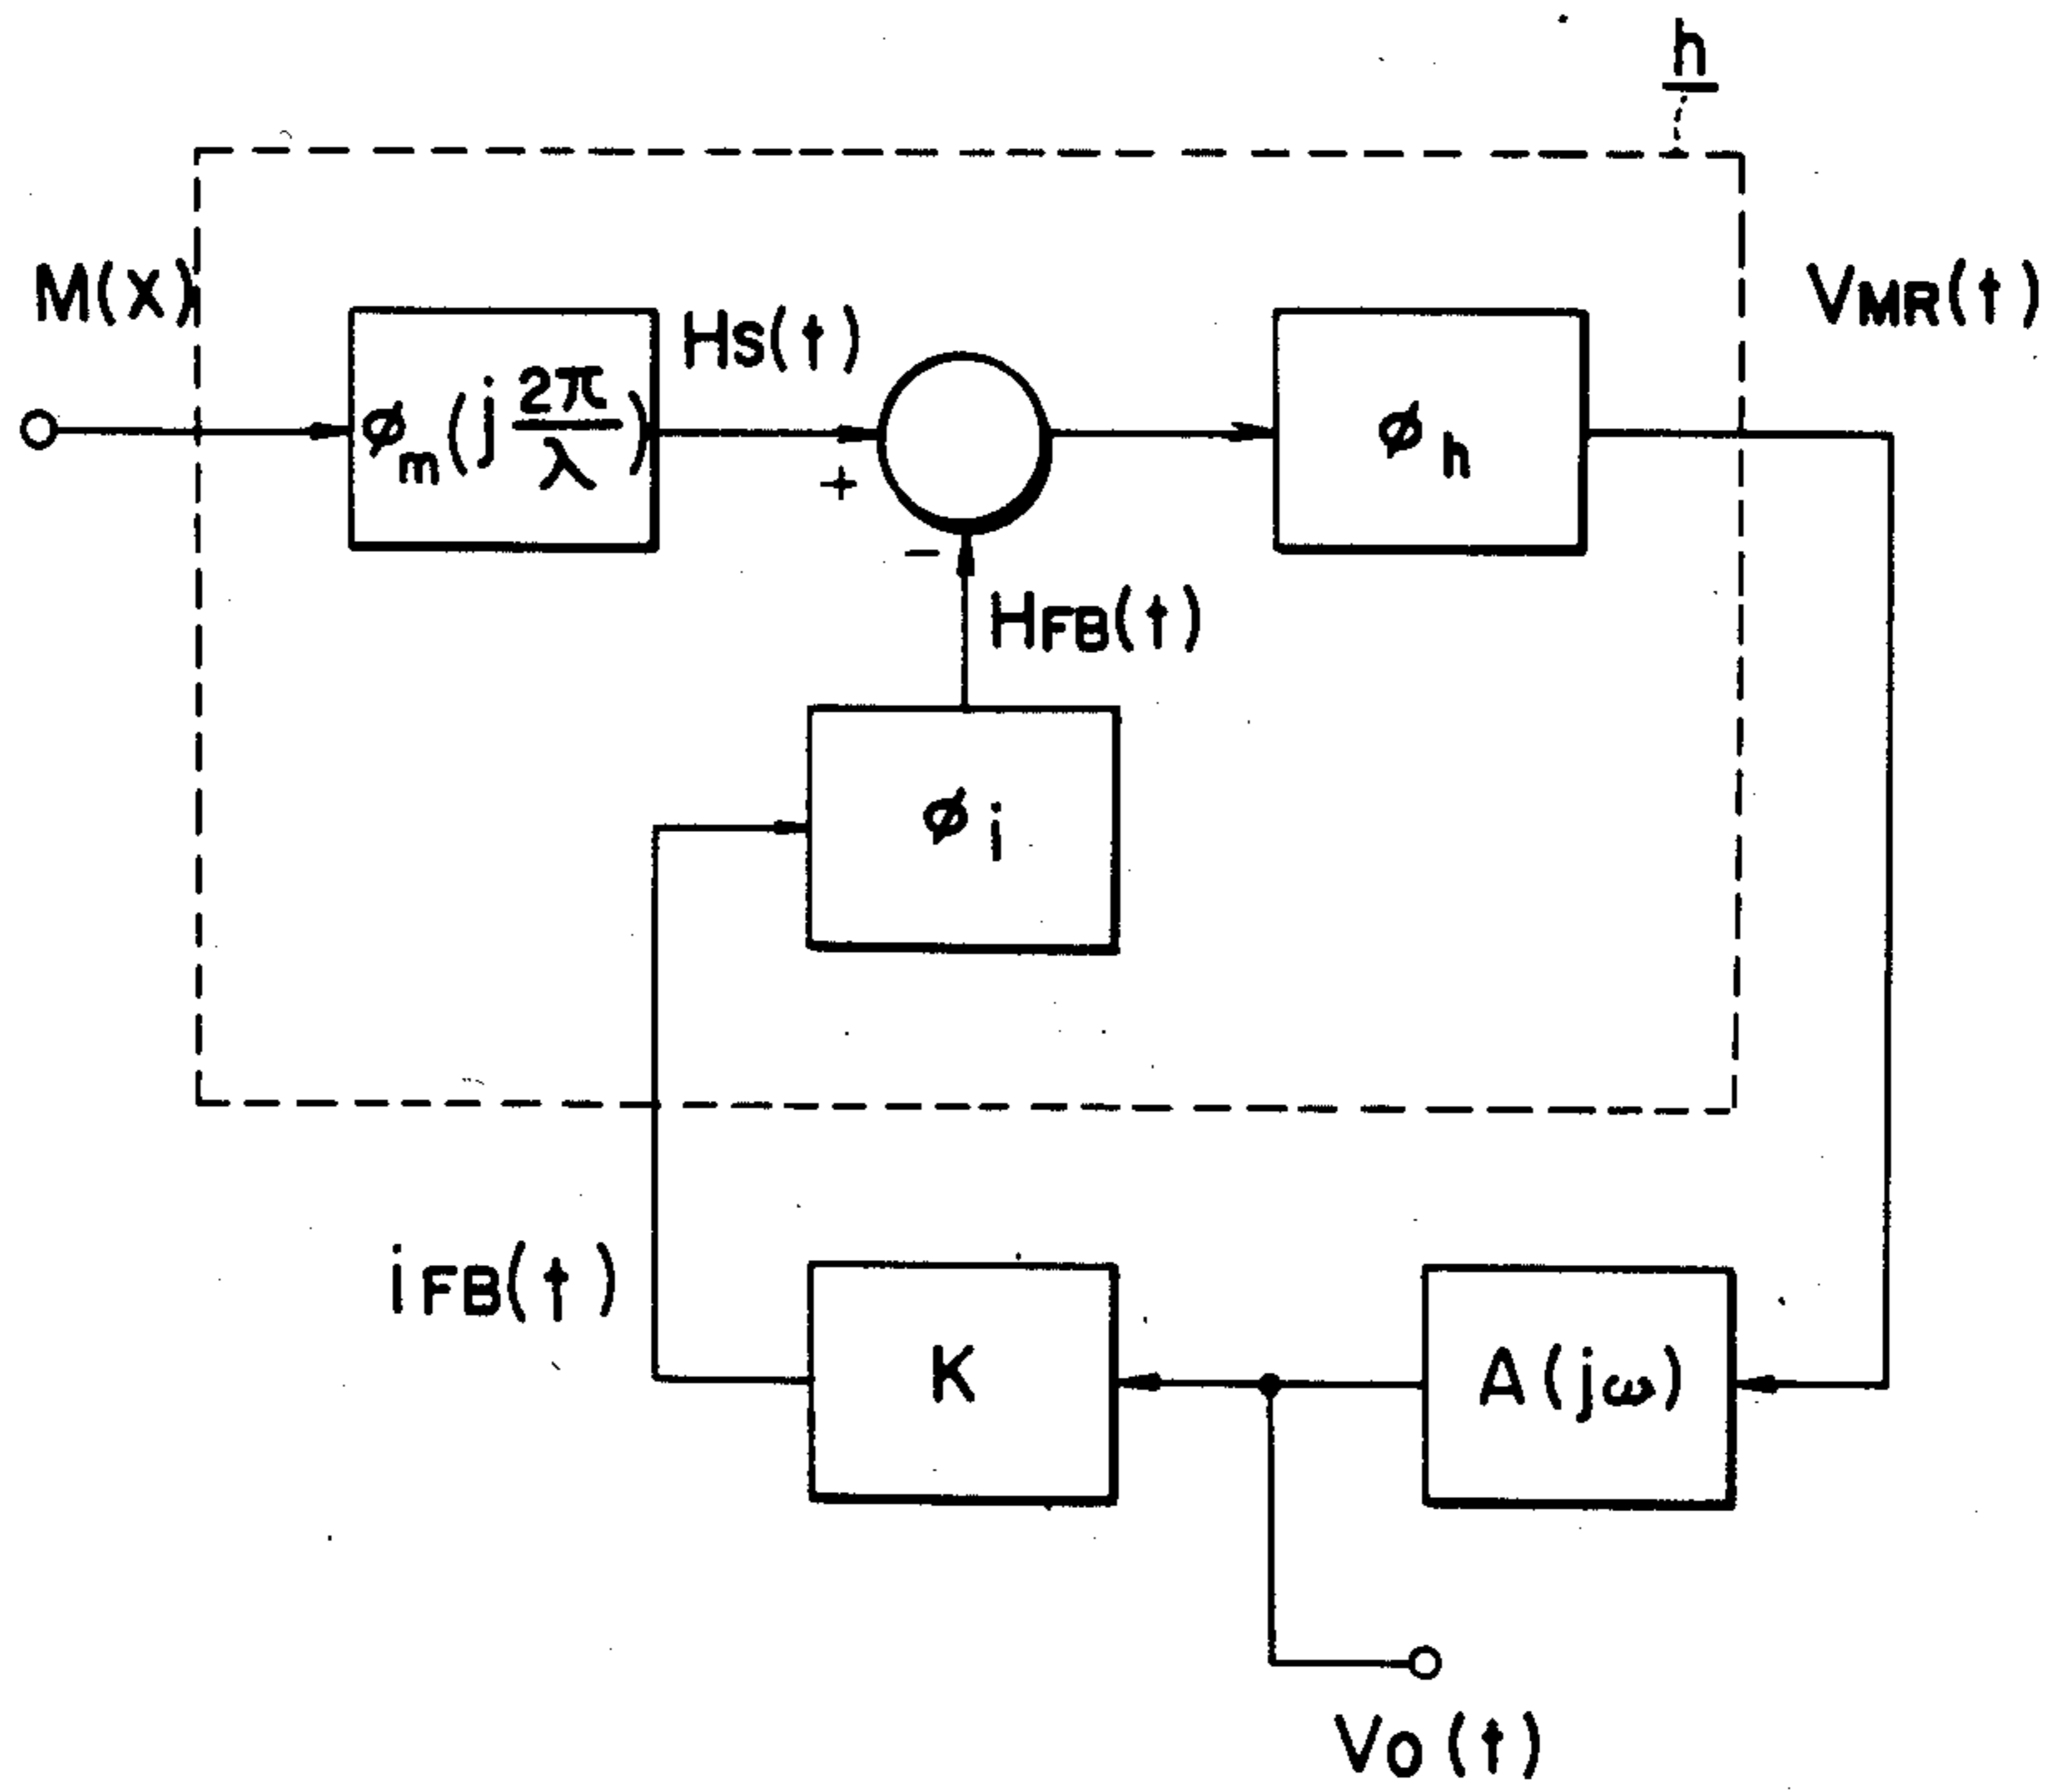 h
M(X)
VMR(t)
HS(t)
ϕm(j 2π/λ)
ϕh
+
−
HFB(t)
ϕi
iFB(t)
K
A(jω)
VO(t)